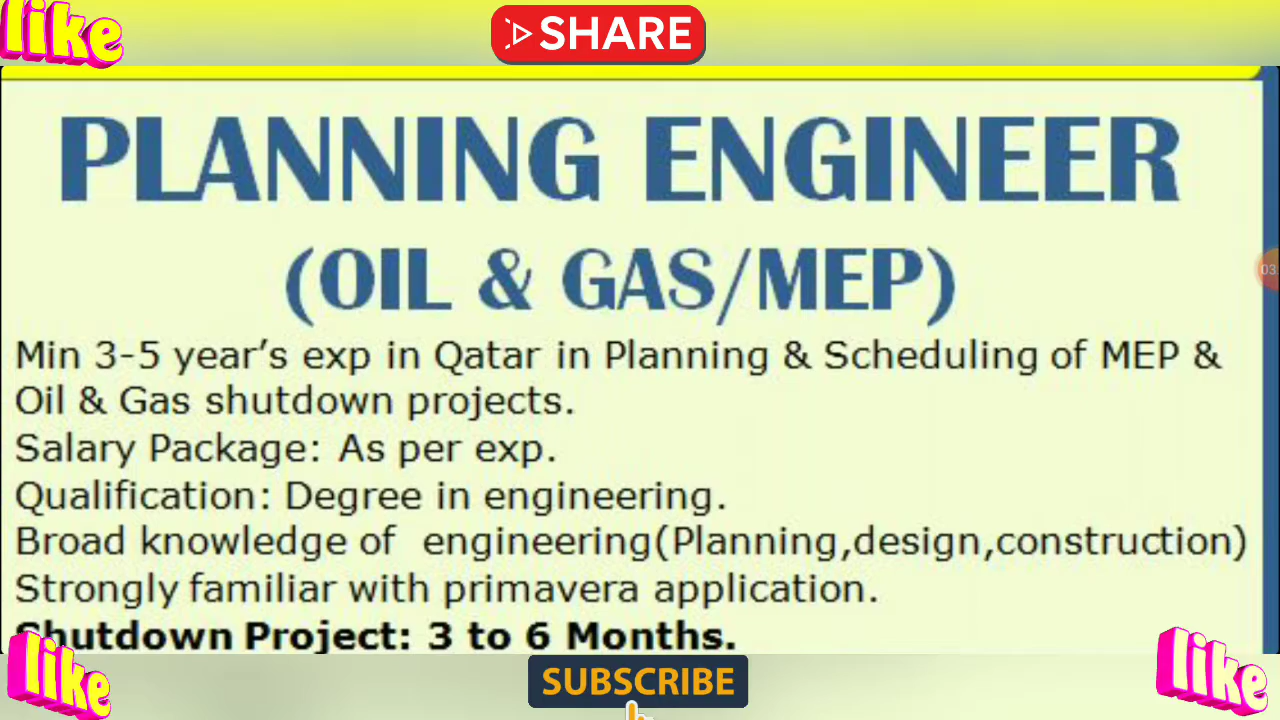 like
SHARE
PLANNING ENGINEER
(OIL & GAS/MEP)
03
Min 3-5 year’s exp in Qatar in Planning & Scheduling of MEP &
Oil & Gas shutdown projects.
Salary Package: As per exp.
Qualification: Degree in engineering.
Broad knowledge of engineering(Planning,design,construction)
Strongly familiar with primavera application.
Shutdown Project: 3 to 6 Months.
like
SUBSCRIBE
like